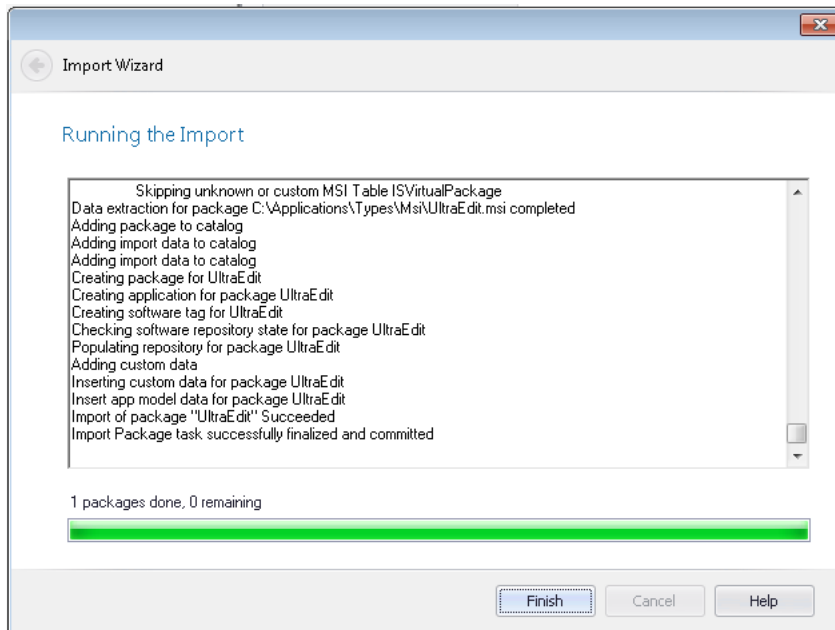 Import Wizard
Running the Import
Skipping unknown or custom MSI Table ISVirtualPackage
Data extraction for package C:\Applications\Types\Msi\UltraEdit.msi completed
Adding package to catalog
Adding import data to catalog
Adding import data to catalog
Creating package for UltraEdit
Creating application for package UltraEdit
Creating software tag for UltraEdit
Checking software repository state for package UltraEdit
Populating repository for package UltraEdit
Adding custom data
Inserting custom data for package UltraEdit
Insert app model data for package UltraEdit
Import of package "UltraEdit" Succeeded
Import Package task successfully finalized and committed
1 packages done, 0 remaining
Finish Cancel Help